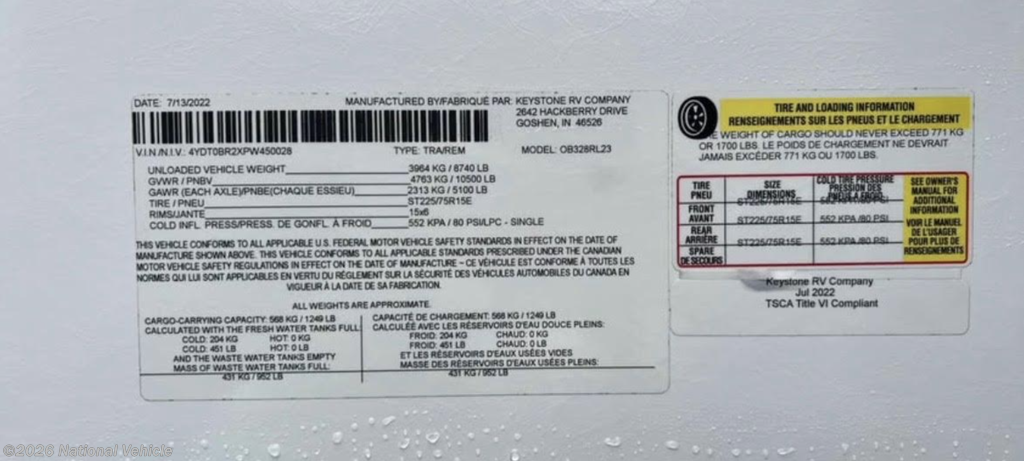 DATE: 7/13/2022 MANUFACTURED BY/FABRIQUÉ PAR: KEYSTONE RV COMPANY
2642 HACKBERRY DRIVE
GOSHEN, IN 46526
V.I.N/N.I.V.: 4YDT0BR2XPW450028 TYPE: TRA/REM MODEL: OB328RL23
UNLOADED VEHICLE WEIGHT 3964 KG / 8740 LB
GVWR / PNBV 4763 KG / 10500 LB
GAWR (EACH AXLE)/PNBE(CHAQUE ESSIEU) 2313 KG / 5100 LB
TIRE / PNEU ST225/75R15E
RIMS/JANTE 15x6
COLD INFL. PRESS/PRESS. DE GONFL. À FROID 552 KPA / 80 PSI/LPC - SINGLE
THIS VEHICLE CONFORMS TO ALL APPLICABLE U.S. FEDERAL MOTOR VEHICLE SAFETY STANDARDS IN EFFECT ON THE DATE OF
MANUFACTURE SHOWN ABOVE. THIS VEHICLE CONFORMS TO ALL APPLICABLE STANDARDS PRESCRIBED UNDER THE CANADIAN
MOTOR VEHICLE SAFETY REGULATIONS IN EFFECT ON THE DATE OF MANUFACTURE – CE VÉHICULE EST CONFORME À TOUTES LES
NORMES QUI LUI SONT APPLICABLES EN VERTU DU RÈGLEMENT SUR LA SÉCURITÉ DES VÉHICULES AUTOMOBILES DU CANADA EN
VIGUEUR À LA DATE DE SA FABRICATION.
ALL WEIGHTS ARE APPROXIMATE.
CARGO-CARRYING CAPACITY: 568 KG / 1249 LB
CALCULATED WITH THE FRESH WATER TANKS FULL:
COLD: 204 KG HOT: 0 KG
COLD: 451 LB HOT: 0 LB
AND THE WASTE WATER TANKS EMPTY
MASS OF WASTE WATER TANKS FULL:
431 KG / 952 LB
CAPACITÉ DE CHARGEMENT: 568 KG / 1249 LB
CALCULÉE AVEC LES RÉSERVOIRS D'EAU DOUCE PLEINS:
FROID: 204 KG CHAUD: 0 KG
FROID: 451 LB CHAUD: 0 LB
ET LES RÉSERVOIRS D'EAUX USÉES VIDES
MASSE DES RÉSERVOIRS D'EAUX USÉES PLEINS:
431 KG / 952 LB
TIRE AND LOADING INFORMATION
RENSEIGNEMENTS SUR LES PNEUS ET LE CHARGEMENT
WEIGHT OF CARGO SHOULD NEVER EXCEED 771 KG
OR 1700 LBS. LE POIDS DE CHARGEMENT NE DEVRAIT
JAMAIS EXCÉDER 771 KG OU 1700 LBS.
TIRE SIZE COLD TIRE PRESSURE
PNEU DIMENSIONS PRESSION DES
PNEUS À FROID
FRONT ST225/75R15E 552 KPA / 80 PSI
AVANT ST225/75R15E 552 KPA / 80 PSI
REAR
ARRIÈRE ST225/75R15E 552 KPA / 80 PSI
SPARE
DE SECOURS
SEE OWNER'S
MANUAL FOR
ADDITIONAL
INFORMATION
VOIR LE MANUEL
DE L'USAGER
POUR PLUS DE
RENSEIGNEMENTS
Keystone RV Company
Jul 2022
TSCA Title VI Compliant
©2026 National Vehicle